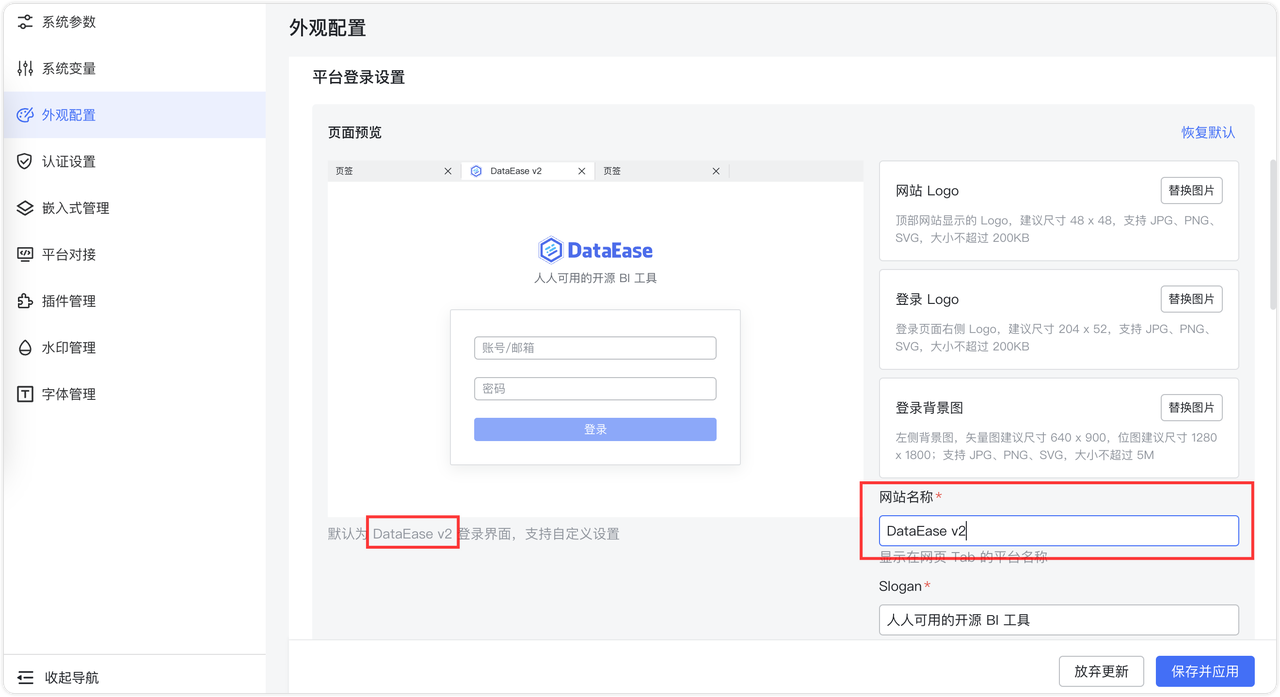 系统参数
系统变量
外观配置
认证设置
嵌入式管理
平台对接
插件管理
水印管理
字体管理
收起导航
外观配置
平台登录设置
页面预览
恢复默认
页签
DataEase v2
页签
DataEase
人人可用的开源 BI 工具
账号/邮箱
密码
登录
默认为 DataEase v2 登录界面，支持自定义设置
网站 Logo
替换图片
顶部网站显示的 Logo，建议尺寸 48 x 48，支持 JPG、PNG、
SVG，大小不超过 200KB
登录 Logo
替换图片
登录页面右侧 Logo，建议尺寸 204 x 52，支持 JPG、PNG、
SVG，大小不超过 200KB
登录背景图
替换图片
左侧背景图，矢量图建议尺寸 640 x 900，位图建议尺寸 1280
x 1800；支持 JPG、PNG、SVG，大小不超过 5M
网站名称*
DataEase v2
显示在网页 Tab 的平台名称
Slogan*
人人可用的开源 BI 工具
放弃更新
保存并应用